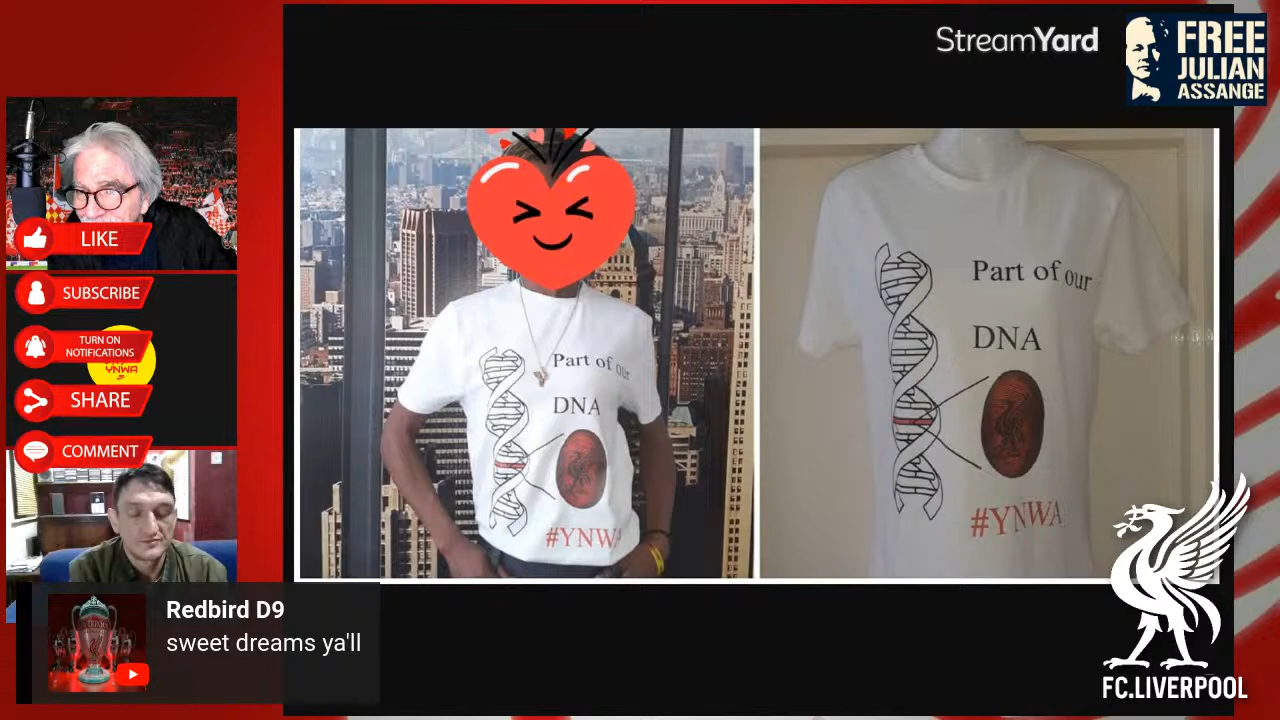 StreamYard
FREE
JULIAN
ASSANGE
LIKE
SUBSCRIBE
TURN ON
NOTIFICATIONS
YNWA
SHARE
COMMENT
Part of our
DNA
#YNWA
Part of our
DNA
#YNWA
Redbird D9
sweet dreams ya'll
FC.LIVERPOOL